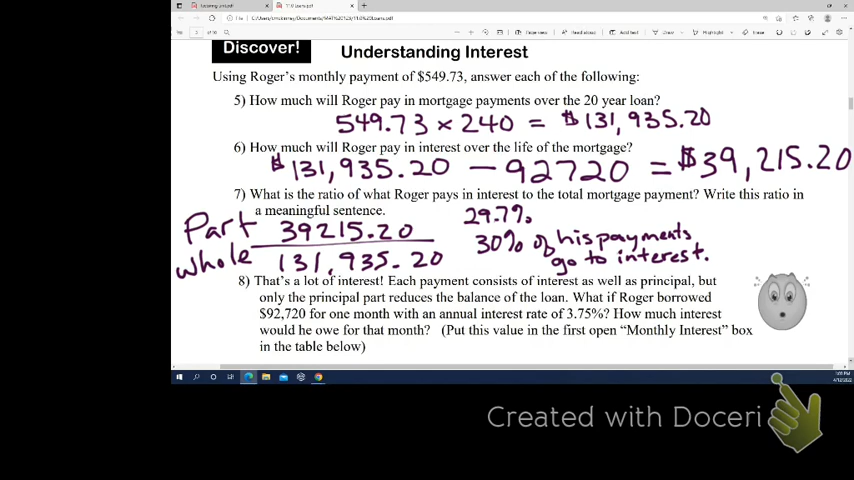 Discover!
Understanding Interest
Using Roger's monthly payment of $549.73, answer each of the following:
5) How much will Roger pay in mortgage payments over the 20 year loan?
549.73 × 240 = $131,935.20
6) How much will Roger pay in interest over the life of the mortgage?
$131,935.20 - 92720 = $39,215.20
7) What is the ratio of what Roger pays in interest to the total mortgage payment? Write this ratio in
a meaningful sentence.
Part 39215.20
whole 131,935.20
29.7%
30% of his payments
go to interest.
8) That's a lot of interest! Each payment consists of interest as well as principal, but
only the principal part reduces the balance of the loan. What if Roger borrowed
$92,720 for one month with an annual interest rate of 3.75%? How much interest
would he owe for that month? (Put this value in the first open “Monthly Interest” box
in the table below)
Created with Doceri